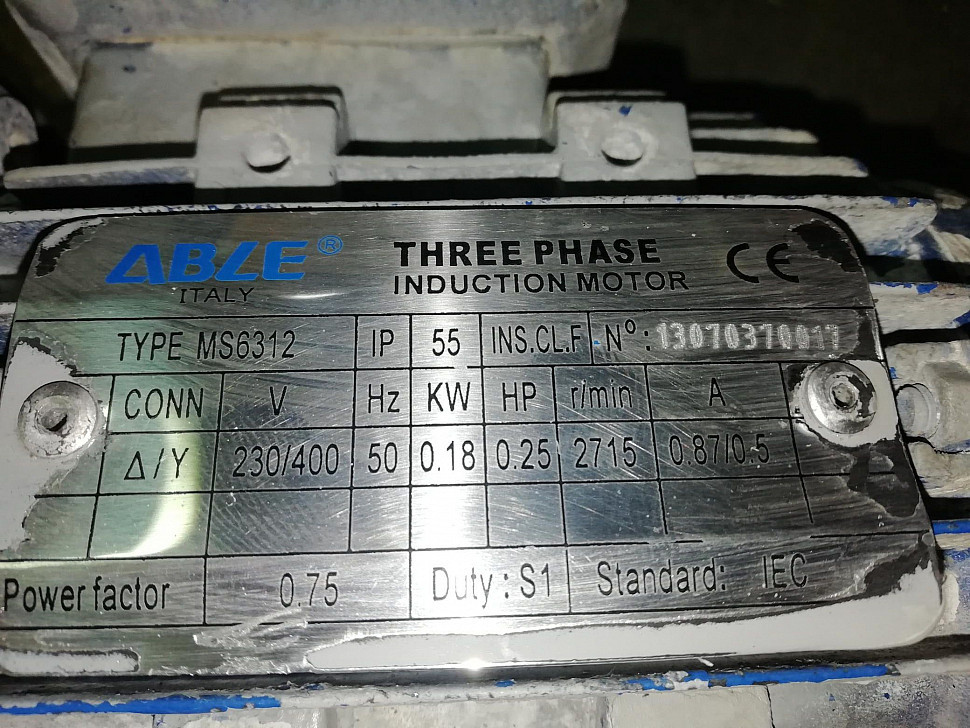 ABLE® THREE PHASE CE
ITALY INDUCTION MOTOR
TYPE MS6312 IP 55 INS.CL.F Nº: 13070370017
CONN V Hz KW HP r/min A
Δ/Y 230/400 50 0.18 0.25 2715 0.87/0.5
Power factor 0.75 Duty: S1 Standard: IEC